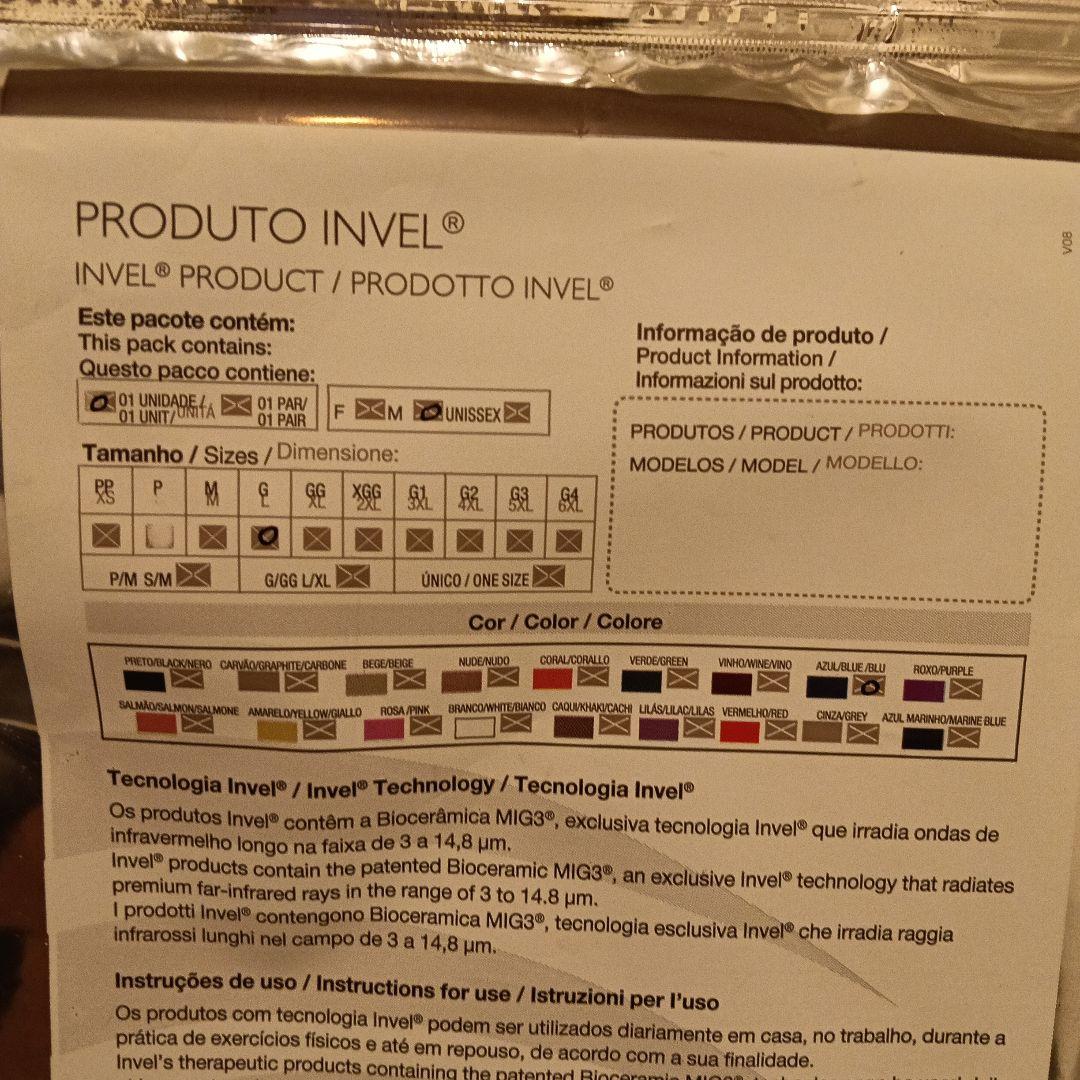 PRODUTO INVEL®
INVEL® PRODUCT / PRODOTTO INVEL®
V08
Este pacote contém:
This pack contains:
Questo pacco contiene:
01 UNIDADE /
01 UNIT/UNITÁ
01 PAR/
01 PAIR
F M UNISSEX
Informação de produto /
Product Information /
Informazioni sul prodotto:
PRODUTOS / PRODUCT / PRODOTTI:
MODELOS / MODEL / MODELLO:
Tamanho / Sizes / Dimensione:
PP P M G GG XGG G1 G2 G3 G4
XS M L XL 2XL 3XL 4XL 5XL 6XL
P/M S/M G/GG L/XL ÚNICO / ONE SIZE
Cor / Color / Colore
PRETO/BLACK/NERO CARVÃO/GRAPHITE/CARBONE BEGE/BEIGE NUDE/NUDO CORAL/CORALLO VERDE/GREEN VINHO/WINE/VINO AZUL/BLUE /BLU ROXO/PURPLE
SALMÃO/SALMON/SALMONE AMARELO/YELLOW/GIALLO ROSA /PINK BRANCO/WHITE/BIANCO CAQUI/KHAKI/CACHI LILÁS/LILAC/LILAS VERMELHO/RED CINZA/GREY AZUL MARINHO/MARINE BLUE
Tecnologia Invel® / Invel® Technology / Tecnologia Invel®
Os produtos Invel® contêm a Biocerâmica MIG3®, exclusiva tecnologia Invel® que irradia ondas de
infravermelho longo na faixa de 3 a 14,8 µm.
Invel® products contain the patented Bioceramic MIG3®, an exclusive Invel® technology that radiates
premium far-infrared rays in the range of 3 to 14.8 µm.
I prodotti Invel® contengono Bioceramica MIG3®, tecnologia esclusiva Invel® che irradia raggia
infrarossi lunghi nel campo de 3 a 14,8 µm.
Instruções de uso / Instructions for use / Istruzioni per l'uso
Os produtos com tecnologia Invel® podem ser utilizados diariamente em casa, no trabalho, durante a
prática de exercícios físicos e até em repouso, de acordo com a sua finalidade.
Invel's therapeutic products containing the patented Bioceramic MIG3®